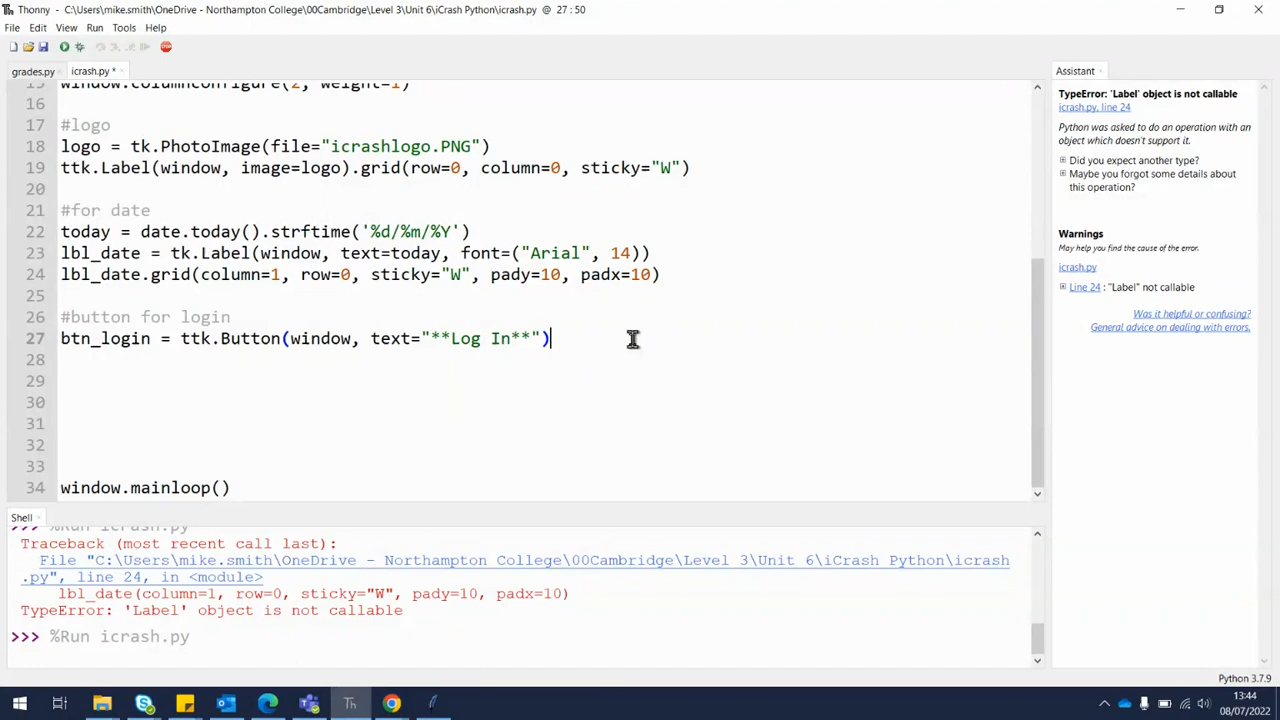 Thonny - C:\Users\mike.smith\OneDrive - Northampton College\00Cambridge\Level 3\Unit 6\iCrash Python\icrash.py @ 27 : 50
File Edit View Run Tools Help
grades.py × icrash.py * ×
15 window.columnconfigure(2, weight=1)
16
17 #logo
18 logo = tk.PhotoImage(file="icrashlogo.PNG")
19 ttk.Label(window, image=logo).grid(row=0, column=0, sticky="W")
20
21 #for date
22 today = date.today().strftime('%d/%m/%Y')
23 lbl_date = tk.Label(window, text=today, font=("Arial", 14))
24 lbl_date.grid(column=1, row=0, sticky="W", pady=10, padx=10)
25
26 #button for login
27 btn_login = ttk.Button(window, text="**Log In**")
28
29
30
31
32
33
34 window.mainloop()
Shell ×
>>> %Run icrash.py
Traceback (most recent call last):
File "C:\Users\mike.smith\OneDrive - Northampton College\00Cambridge\Level 3\Unit 6\iCrash Python\icrash
.py", line 24, in <module>
lbl_date(column=1, row=0, sticky="W", pady=10, padx=10)
TypeError: 'Label' object is not callable
>>> %Run icrash.py
Assistant ×
TypeError: 'Label' object is not callable
icrash.py, line 24
Python was asked to do an operation with an
object which doesn't support it.
Did you expect another type?
Maybe you forgot some details about
this operation?
Warnings
May help you find the cause of the error.
icrash.py
Line 24 : "Label" not callable
Was it helpful or confusing?
General advice on dealing with errors.
Python 3.7.9
13:44
08/07/2022